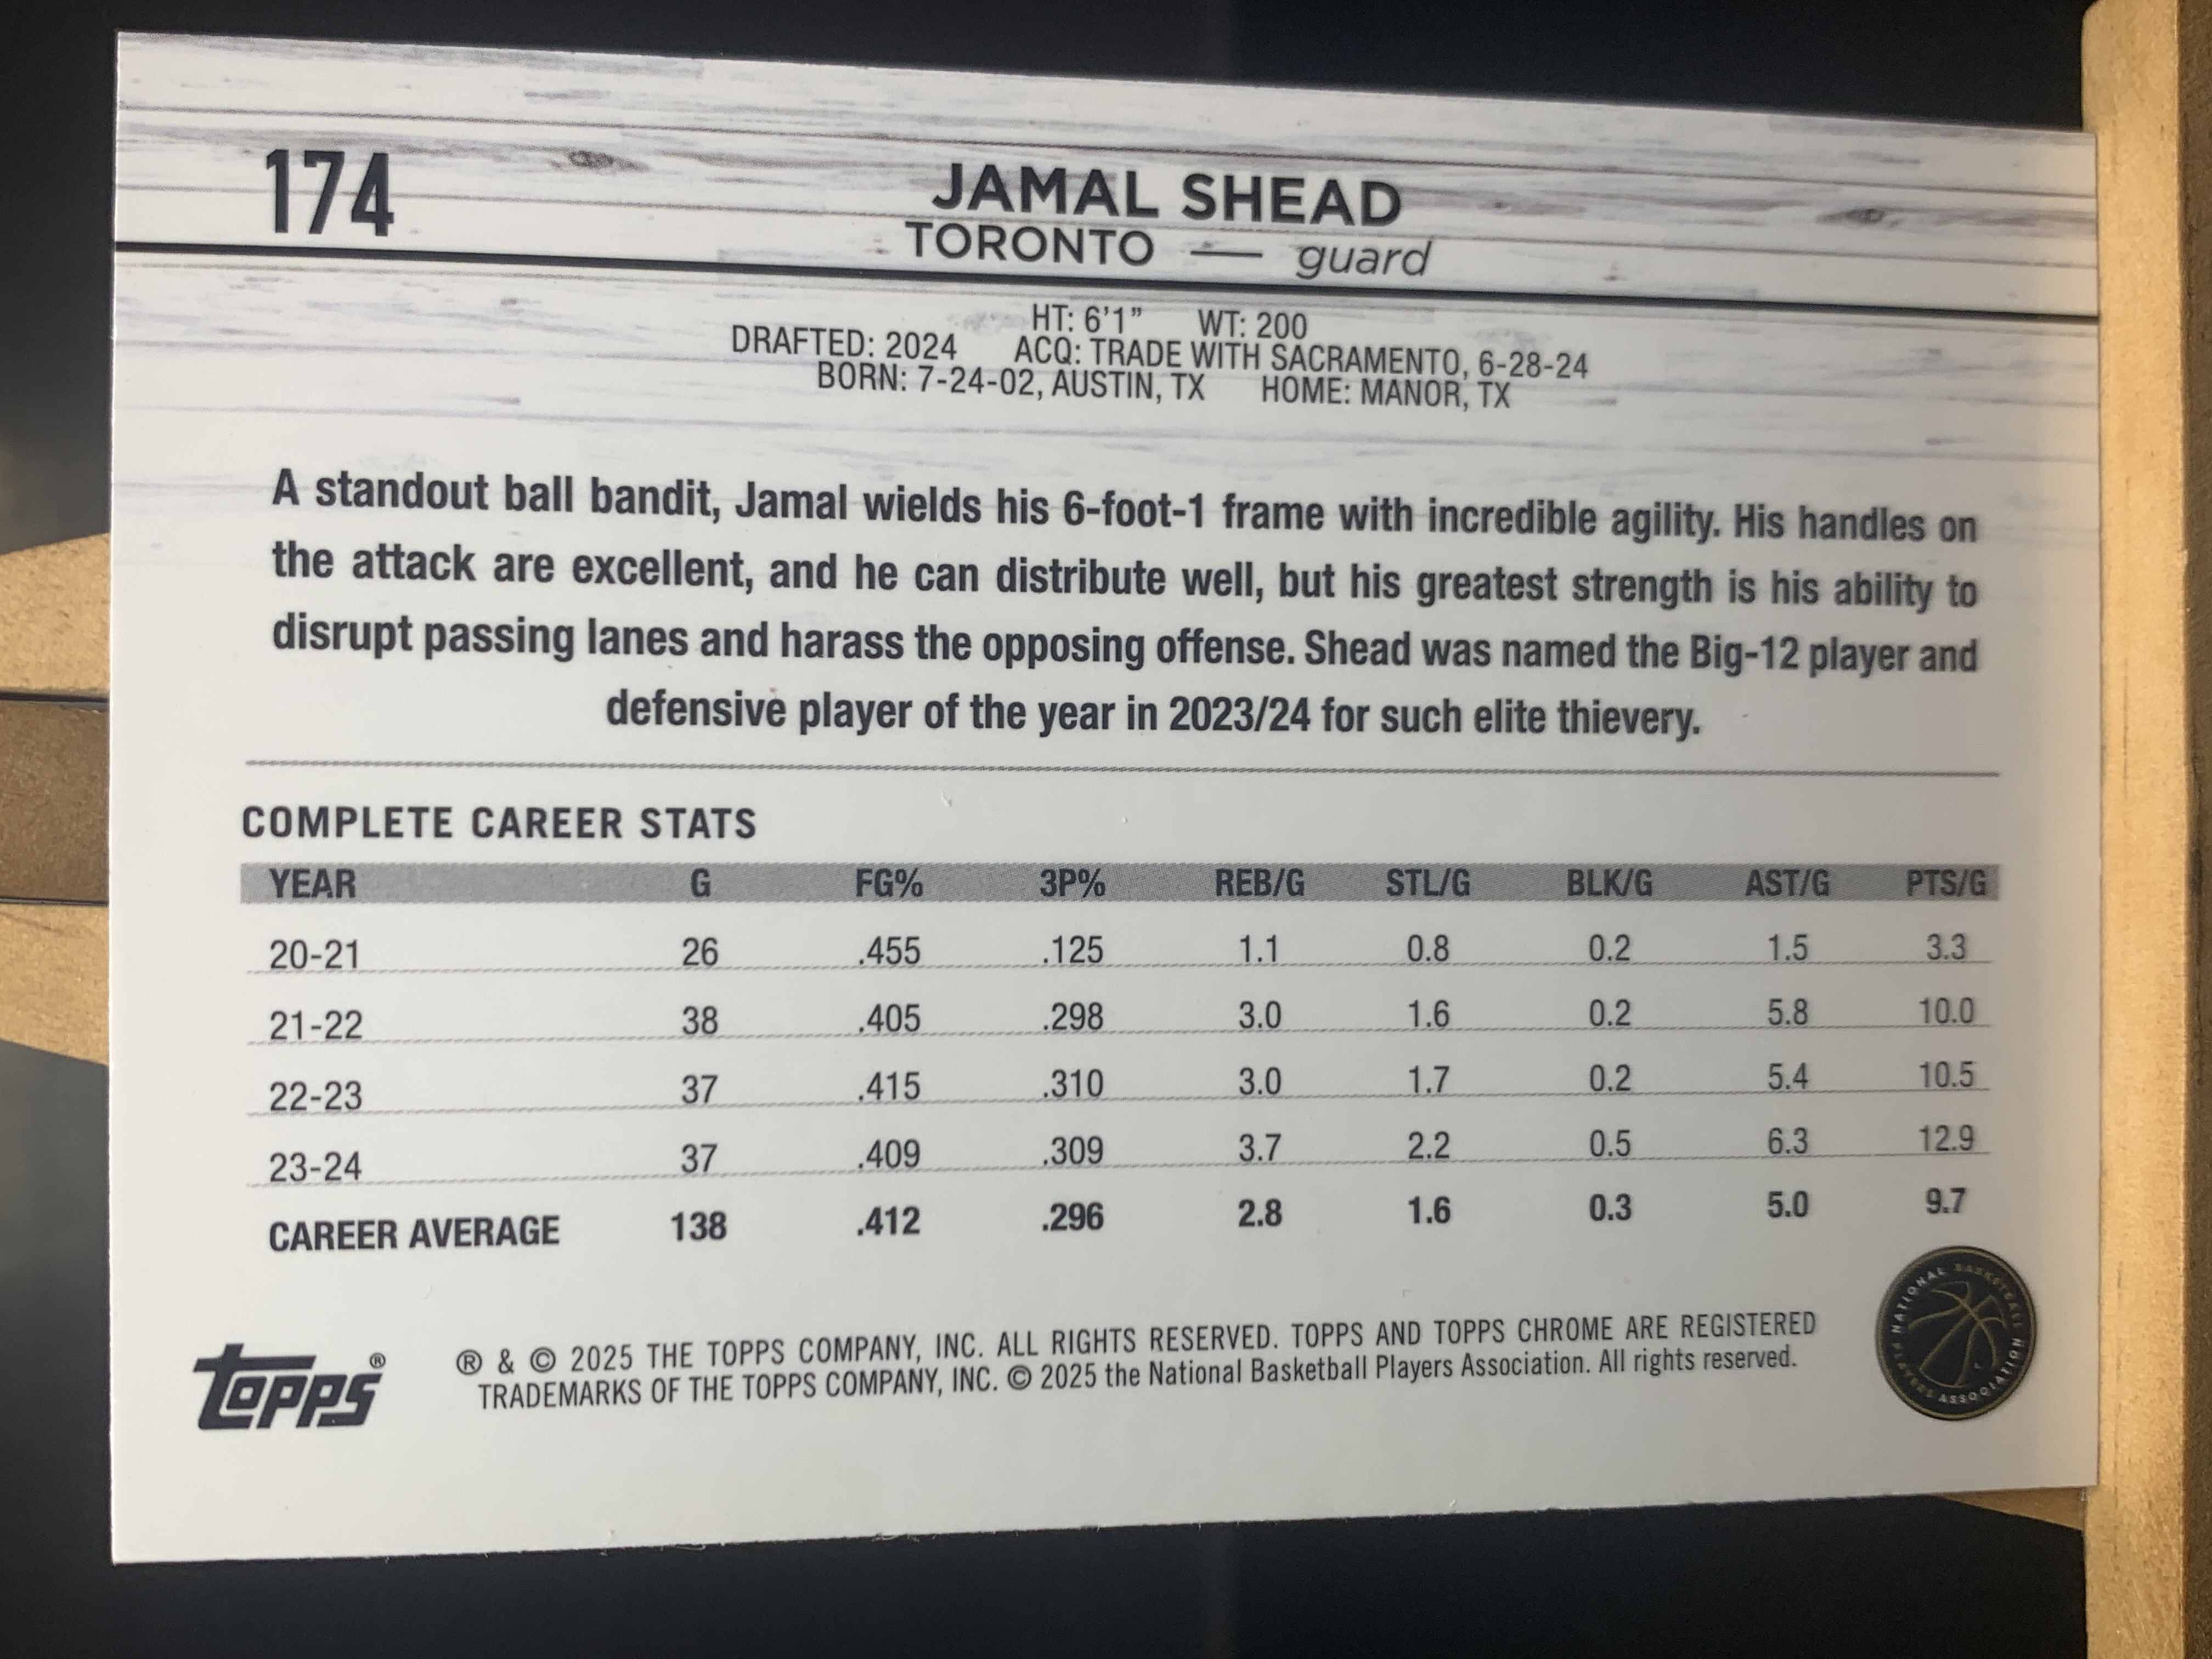 174
JAMAL SHEAD
TORONTO — guard
HT: 6'1" WT: 200
DRAFTED: 2024 ACQ: TRADE WITH SACRAMENTO, 6-28-24
BORN: 7-24-02, AUSTIN, TX HOME: MANOR, TX
A standout ball bandit, Jamal wields his 6-foot-1 frame with incredible agility. His handles on
the attack are excellent, and he can distribute well, but his greatest strength is his ability to
disrupt passing lanes and harass the opposing offense. Shead was named the Big-12 player and
defensive player of the year in 2023/24 for such elite thievery.
COMPLETE CAREER STATS
YEAR G FG% 3P% REB/G STL/G BLK/G AST/G PTS/G
20-21 26 .455 .125 1.1 0.8 0.2 1.5 3.3
21-22 38 .405 .298 3.0 1.6 0.2 5.8 10.0
22-23 37 .415 .310 3.0 1.7 0.2 5.4 10.5
23-24 37 .409 .309 3.7 2.2 0.5 6.3 12.9
CAREER AVERAGE 138 .412 .296 2.8 1.6 0.3 5.0 9.7
Topps®
® & © 2025 THE TOPPS COMPANY, INC. ALL RIGHTS RESERVED. TOPPS AND TOPPS CHROME ARE REGISTERED
TRADEMARKS OF THE TOPPS COMPANY, INC. © 2025 the National Basketball Players Association. All rights reserved.
NATIONAL BASKETBALL PLAYERS ASSOCIATION